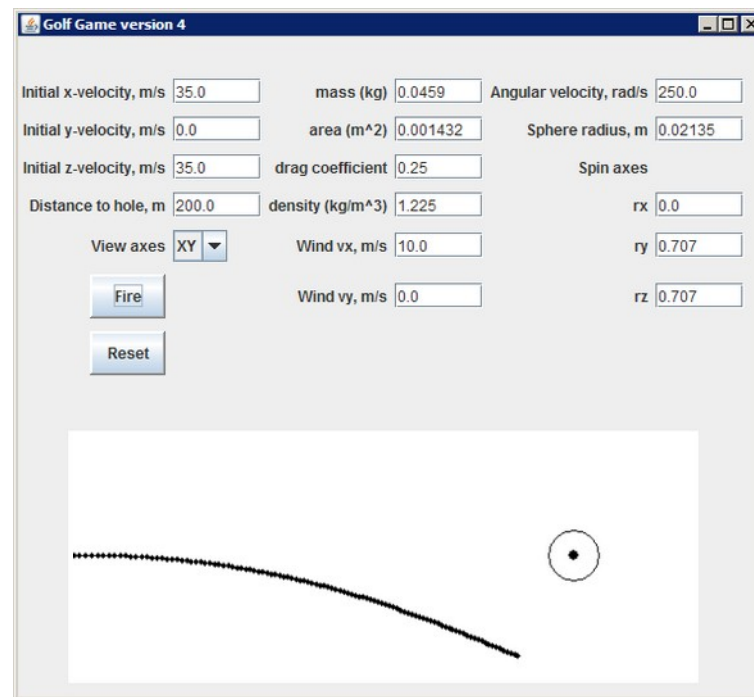 Golf Game version 4
Initial x-velocity, m/s 35.0 mass (kg) 0.0459 Angular velocity, rad/s 250.0
Initial y-velocity, m/s 0.0 area (m^2) 0.001432 Sphere radius, m 0.02135
Initial z-velocity, m/s 35.0 drag coefficient 0.25 Spin axes
Distance to hole, m 200.0 density (kg/m^3) 1.225 rx 0.0
View axes XY Wind vx, m/s 10.0 ry 0.707
Fire Wind vy, m/s 0.0 rz 0.707
Reset